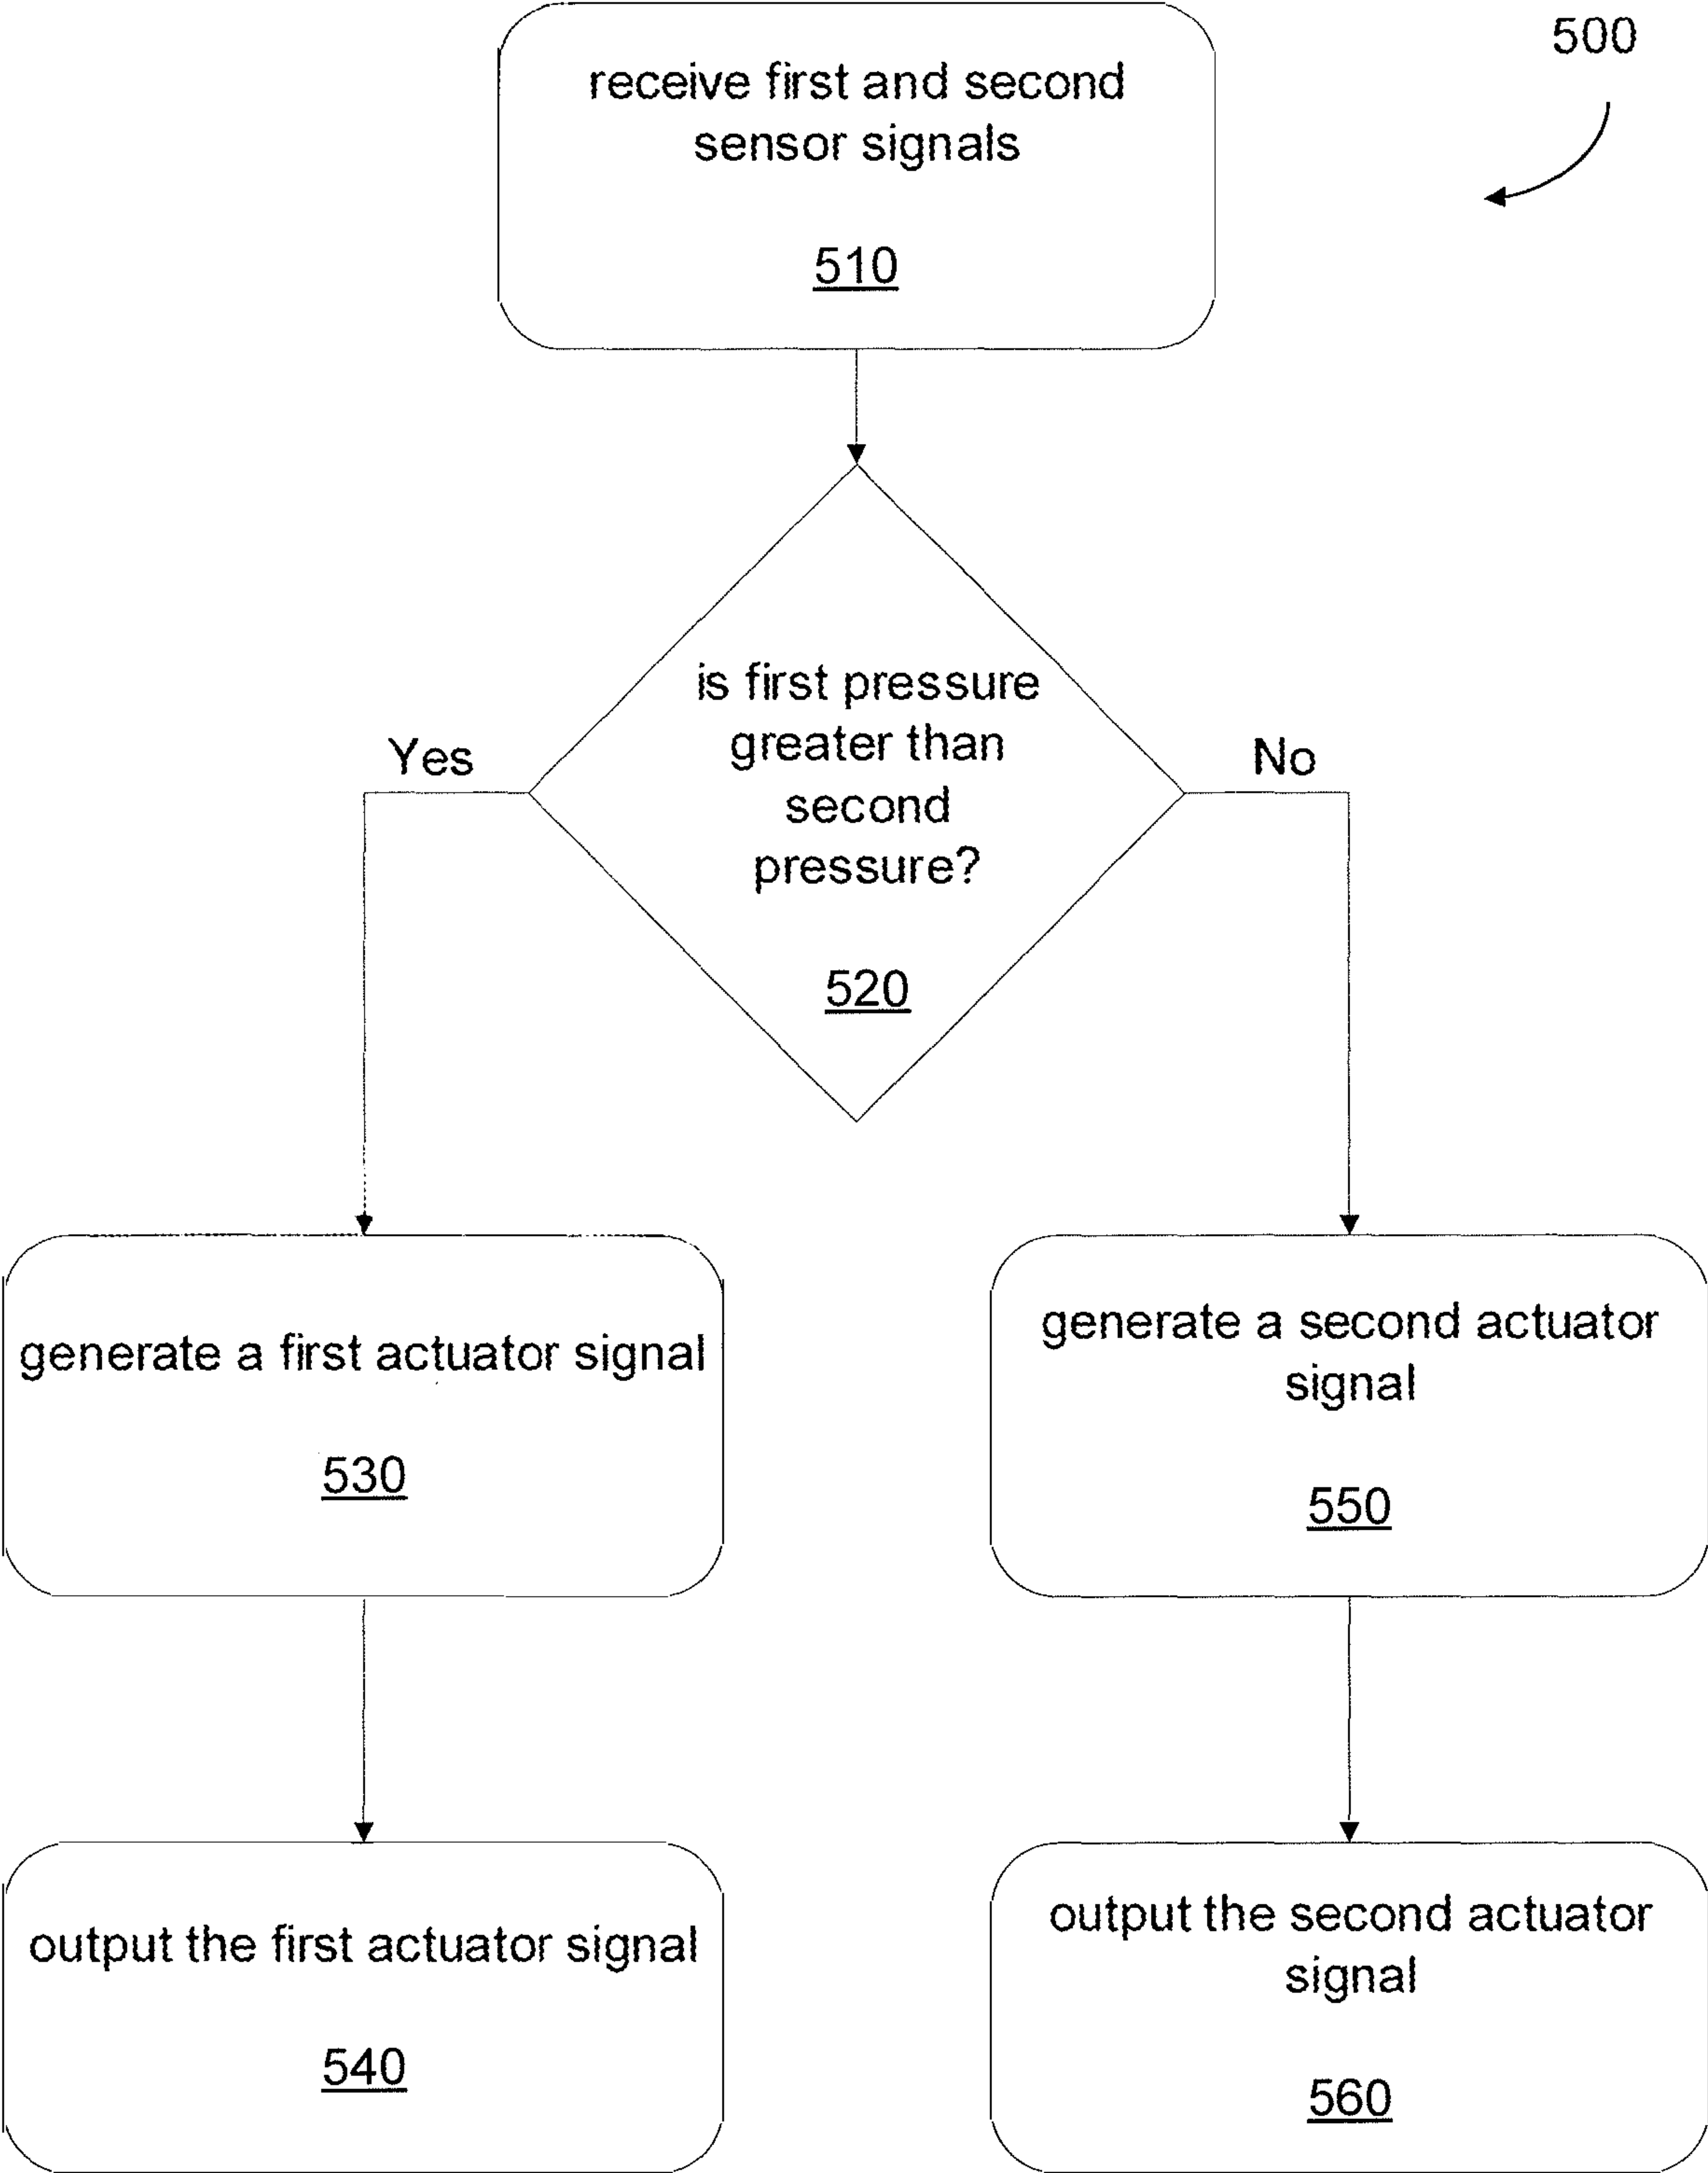 500
receive first and second
sensor signals
510
is first pressure
greater than
second
pressure?
520
Yes
No
generate a first actuator signal
530
generate a second actuator
signal
550
output the first actuator signal
540
output the second actuator
signal
560